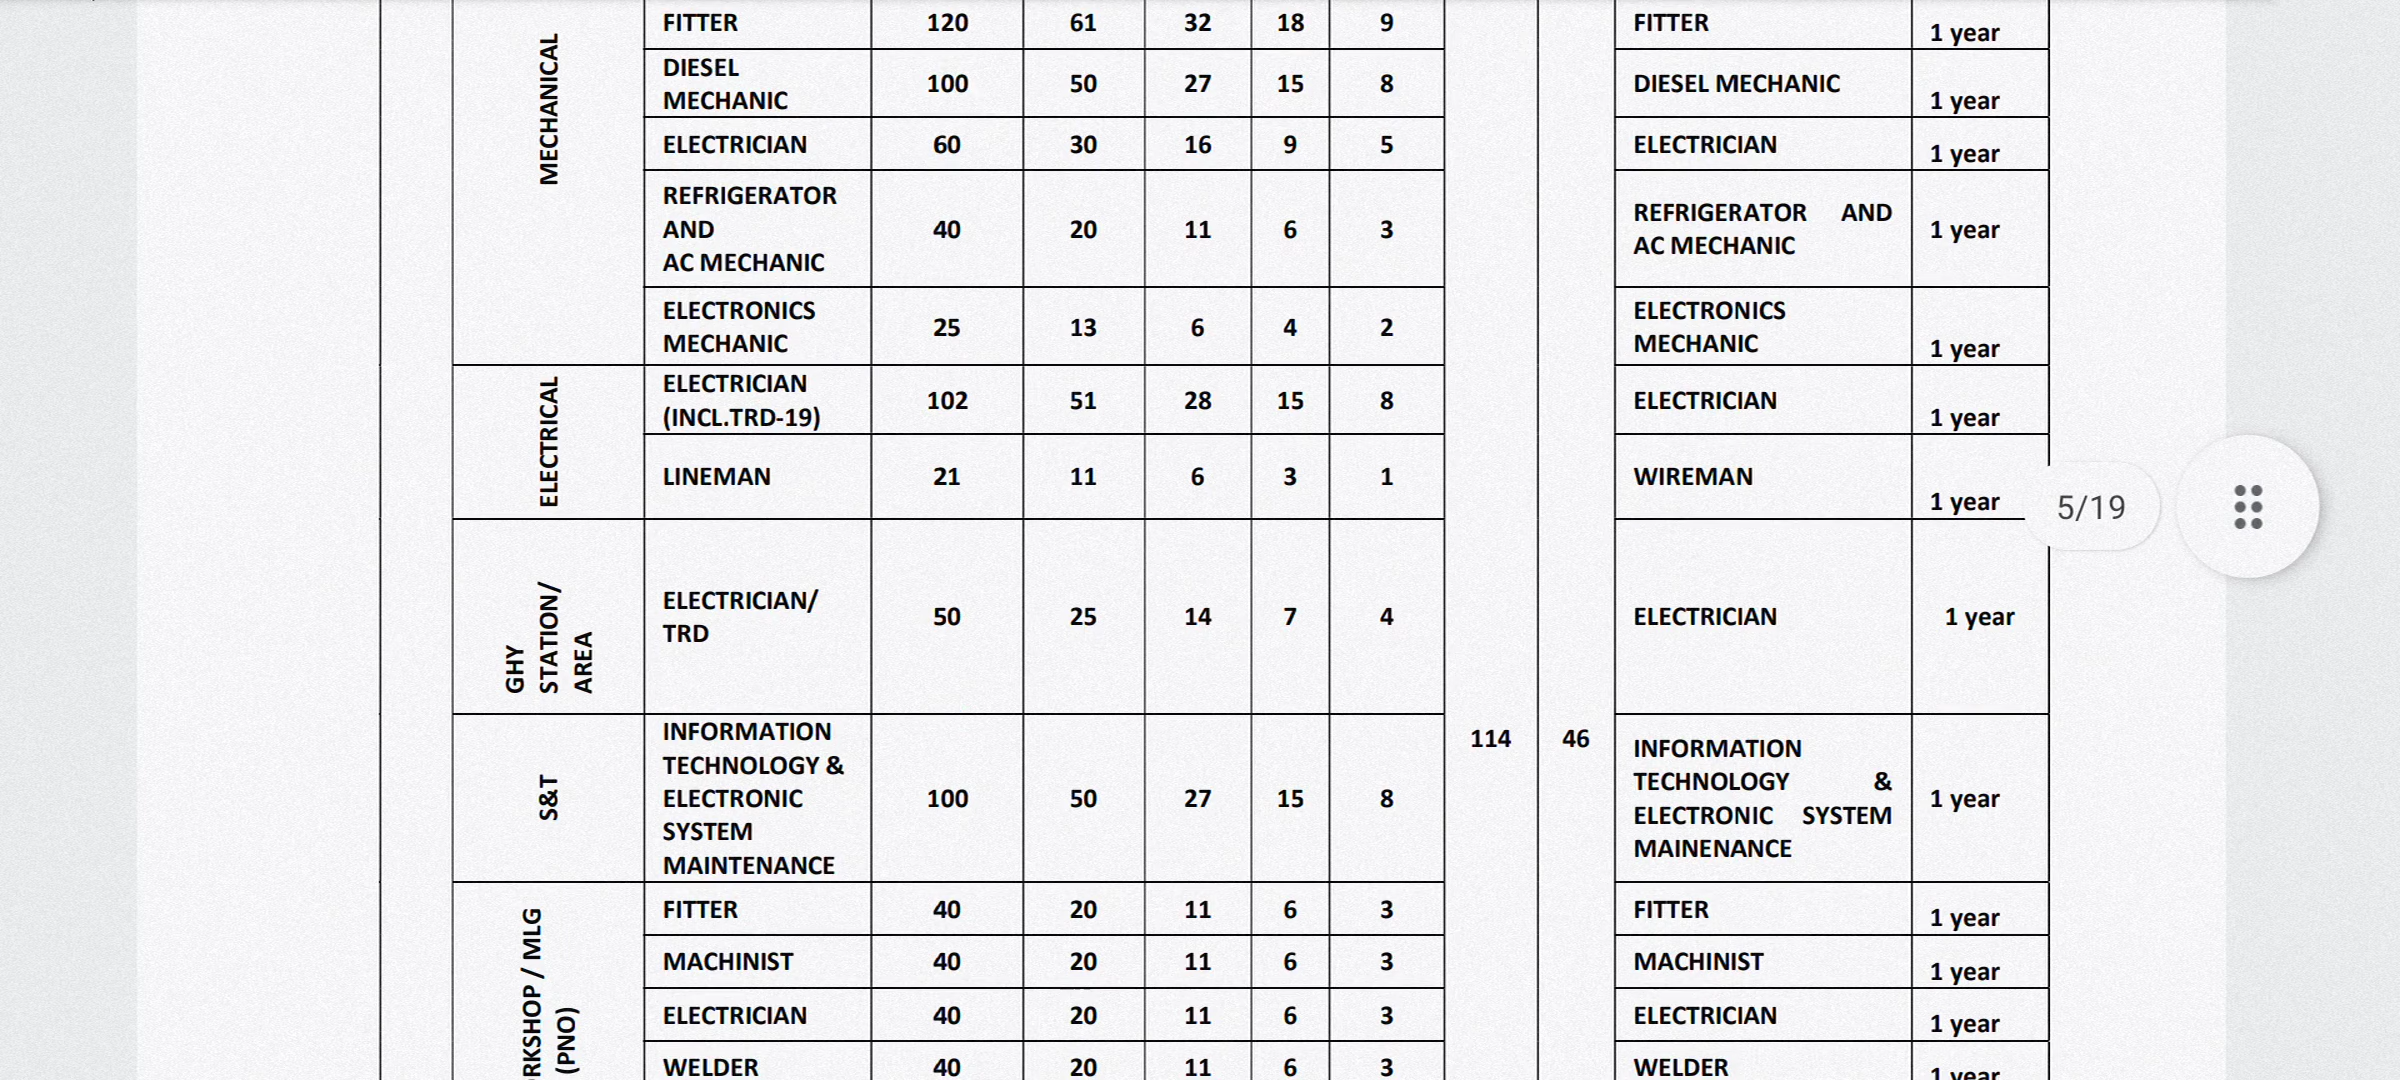 MECHANICAL
FITTER 120 61 32 18 9 FITTER 1 year
DIESEL
MECHANIC 100 50 27 15 8 DIESEL MECHANIC 1 year
ELECTRICIAN 60 30 16 9 5 ELECTRICIAN 1 year
REFRIGERATOR
AND
AC MECHANIC 40 20 11 6 3 REFRIGERATOR AND
AC MECHANIC 1 year
ELECTRONICS
MECHANIC 25 13 6 4 2 ELECTRONICS
MECHANIC 1 year
ELECTRICAL
ELECTRICIAN
(INCL.TRD-19) 102 51 28 15 8 ELECTRICIAN 1 year
LINEMAN 21 11 6 3 1 WIREMAN 1 year
5/19
GHY
STATION/
AREA
ELECTRICIAN/
TRD 50 25 14 7 4 ELECTRICIAN 1 year
114 46
S&T
INFORMATION
TECHNOLOGY &
ELECTRONIC
SYSTEM
MAINTENANCE 100 50 27 15 8 INFORMATION
TECHNOLOGY &
ELECTRONIC SYSTEM
MAINENANCE 1 year
RKSHOP / MLG
(PNO)
FITTER 40 20 11 6 3 FITTER 1 year
MACHINIST 40 20 11 6 3 MACHINIST 1 year
ELECTRICIAN 40 20 11 6 3 ELECTRICIAN 1 year
WELDER 40 20 11 6 3 WELDER 1 year